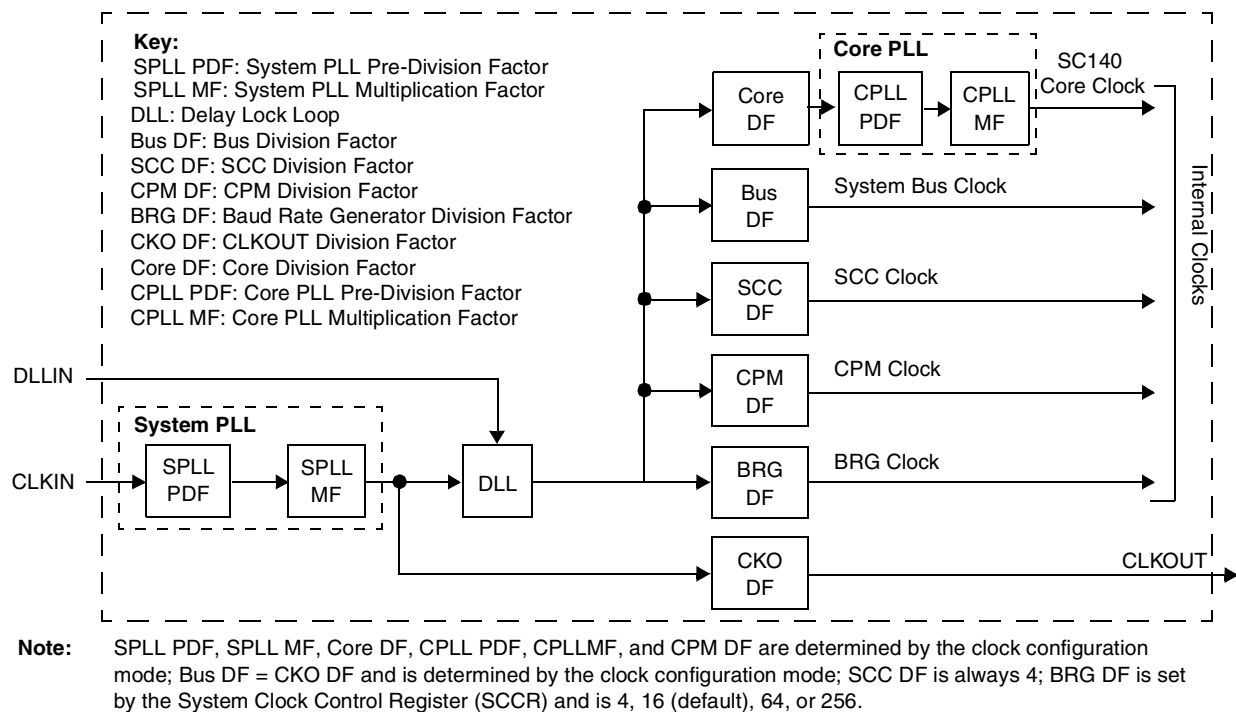 Key:
SPLL PDF: System PLL Pre-Division Factor
SPLL MF: System PLL Multiplication Factor
DLL: Delay Lock Loop
Bus DF: Bus Division Factor
SCC DF: SCC Division Factor
CPM DF: CPM Division Factor
BRG DF: Baud Rate Generator Division Factor
CKO DF: CLKOUT Division Factor
Core DF: Core Division Factor
CPLL PDF: Core PLL Pre-Division Factor
CPLL MF: Core PLL Multiplication Factor
Core PLL
Core
DF
CPLL
PDF
CPLL
MF
SC140
Core Clock
Bus
DF
System Bus Clock
SCC
DF
SCC Clock
CPM
DF
CPM Clock
BRG
DF
BRG Clock
Internal Clocks
DLLIN
System PLL
CLKIN
SPLL
PDF
SPLL
MF
DLL
CKO
DF
CLKOUT
Note: SPLL PDF, SPLL MF, Core DF, CPLL PDF, CPLLMF, and CPM DF are determined by the clock configuration
mode; Bus DF = CKO DF and is determined by the clock configuration mode; SCC DF is always 4; BRG DF is set
by the System Clock Control Register (SCCR) and is 4, 16 (default), 64, or 256.